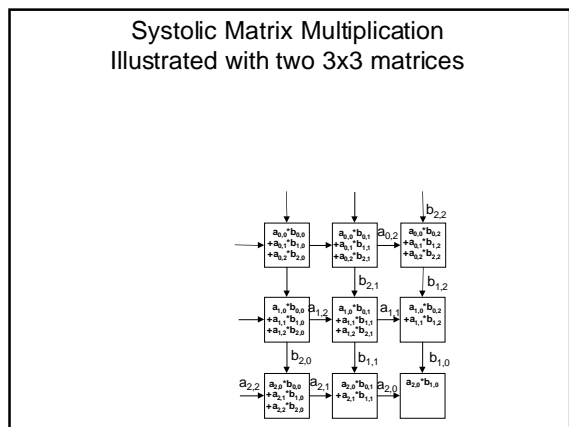 Systolic Matrix Multiplication
Illustrated with two 3x3 matrices
b2,2
a0,0*b0,0
+a0,1*b1,0
+a0,2*b2,0
a0,0*b0,1
+a0,1*b1,1
+a0,2*b2,1
a0,2
a0,0*b0,2
+a0,1*b1,2
+a0,2*b2,2
b2,1
b1,2
a1,0*b0,0
+a1,1*b1,0
+a1,2*b2,0
a1,2
a1,0*b0,1
+a1,1*b1,1
+a1,2*b2,1
a1,1
a1,0*b0,2
+a1,1*b1,2
b2,0
b1,1
b1,0
a2,2
a2,0*b0,0
+a2,1*b1,0
+a2,2*b2,0
a2,1
a2,0*b0,1
+a2,1*b1,1
a2,0
a2,0*b1,0